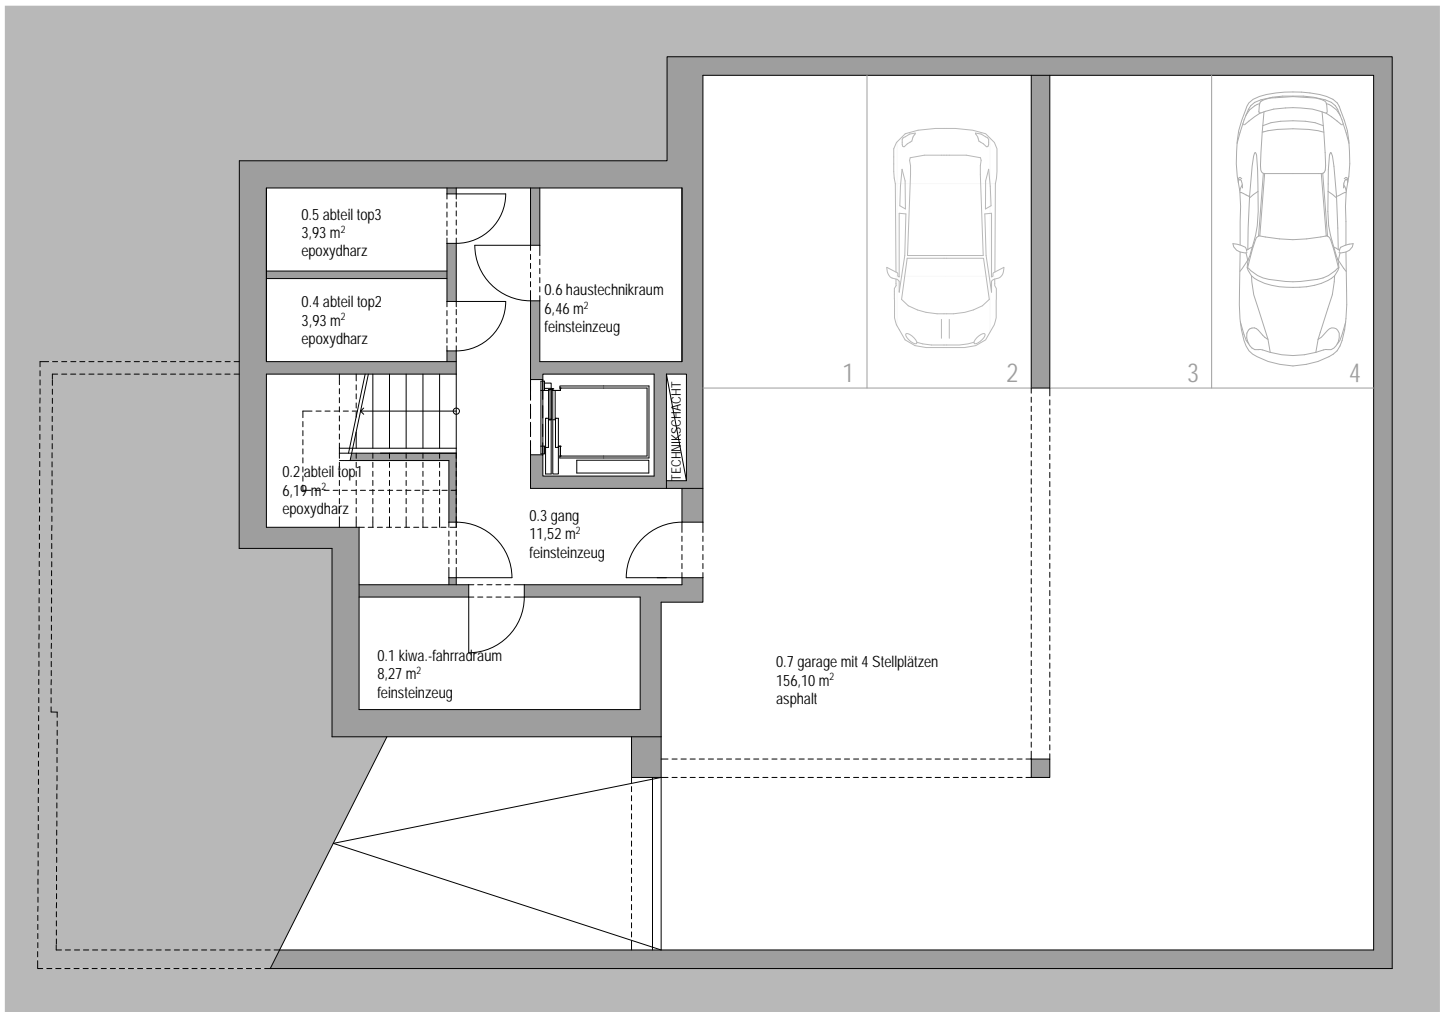 0.5 abteil top3
3,93 m²
epoxydharz
0.4 abteil top2
3,93 m²
epoxydharz
0.6 haustechnikraum
6,46 m²
feinsteinzeug
1
2
3
4
TECHNIKSCHACHT
0.2 abteil top1
6,19 m²
epoxydharz
0.3 gang
11,52 m²
feinsteinzeug
0.1 kiwa.-fahrradraum
8,27 m²
feinsteinzeug
0.7 garage mit 4 Stellplätzen
156,10 m²
asphalt